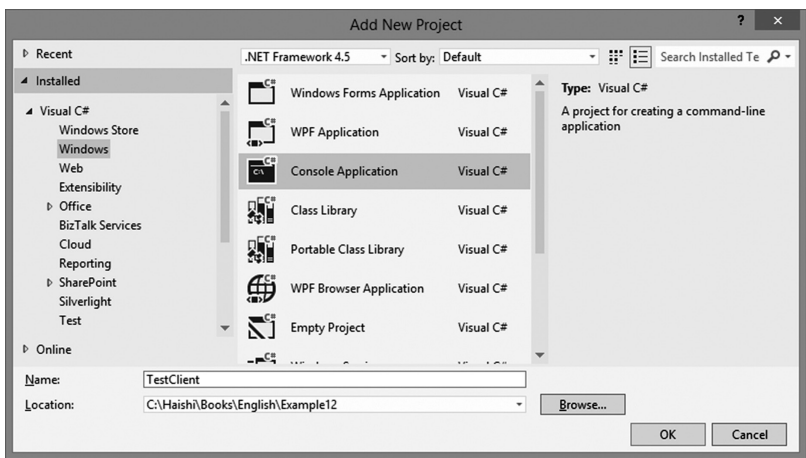 Add New Project
? ×
Recent
.NET Framework 4.5
Sort by: Default
Search Installed Te
Installed
Visual C#
Windows Store
Windows
Web
Extensibility
Office
BizTalk Services
Cloud
Reporting
SharePoint
Silverlight
Test
Online
Windows Forms Application Visual C#
WPF Application Visual C#
Console Application Visual C#
Class Library Visual C#
Portable Class Library Visual C#
WPF Browser Application Visual C#
Empty Project Visual C#
Type: Visual C#
A project for creating a command-line
application
Name: TestClient
Location: C:\Haishi\Books\English\Example12
Browse...
OK Cancel